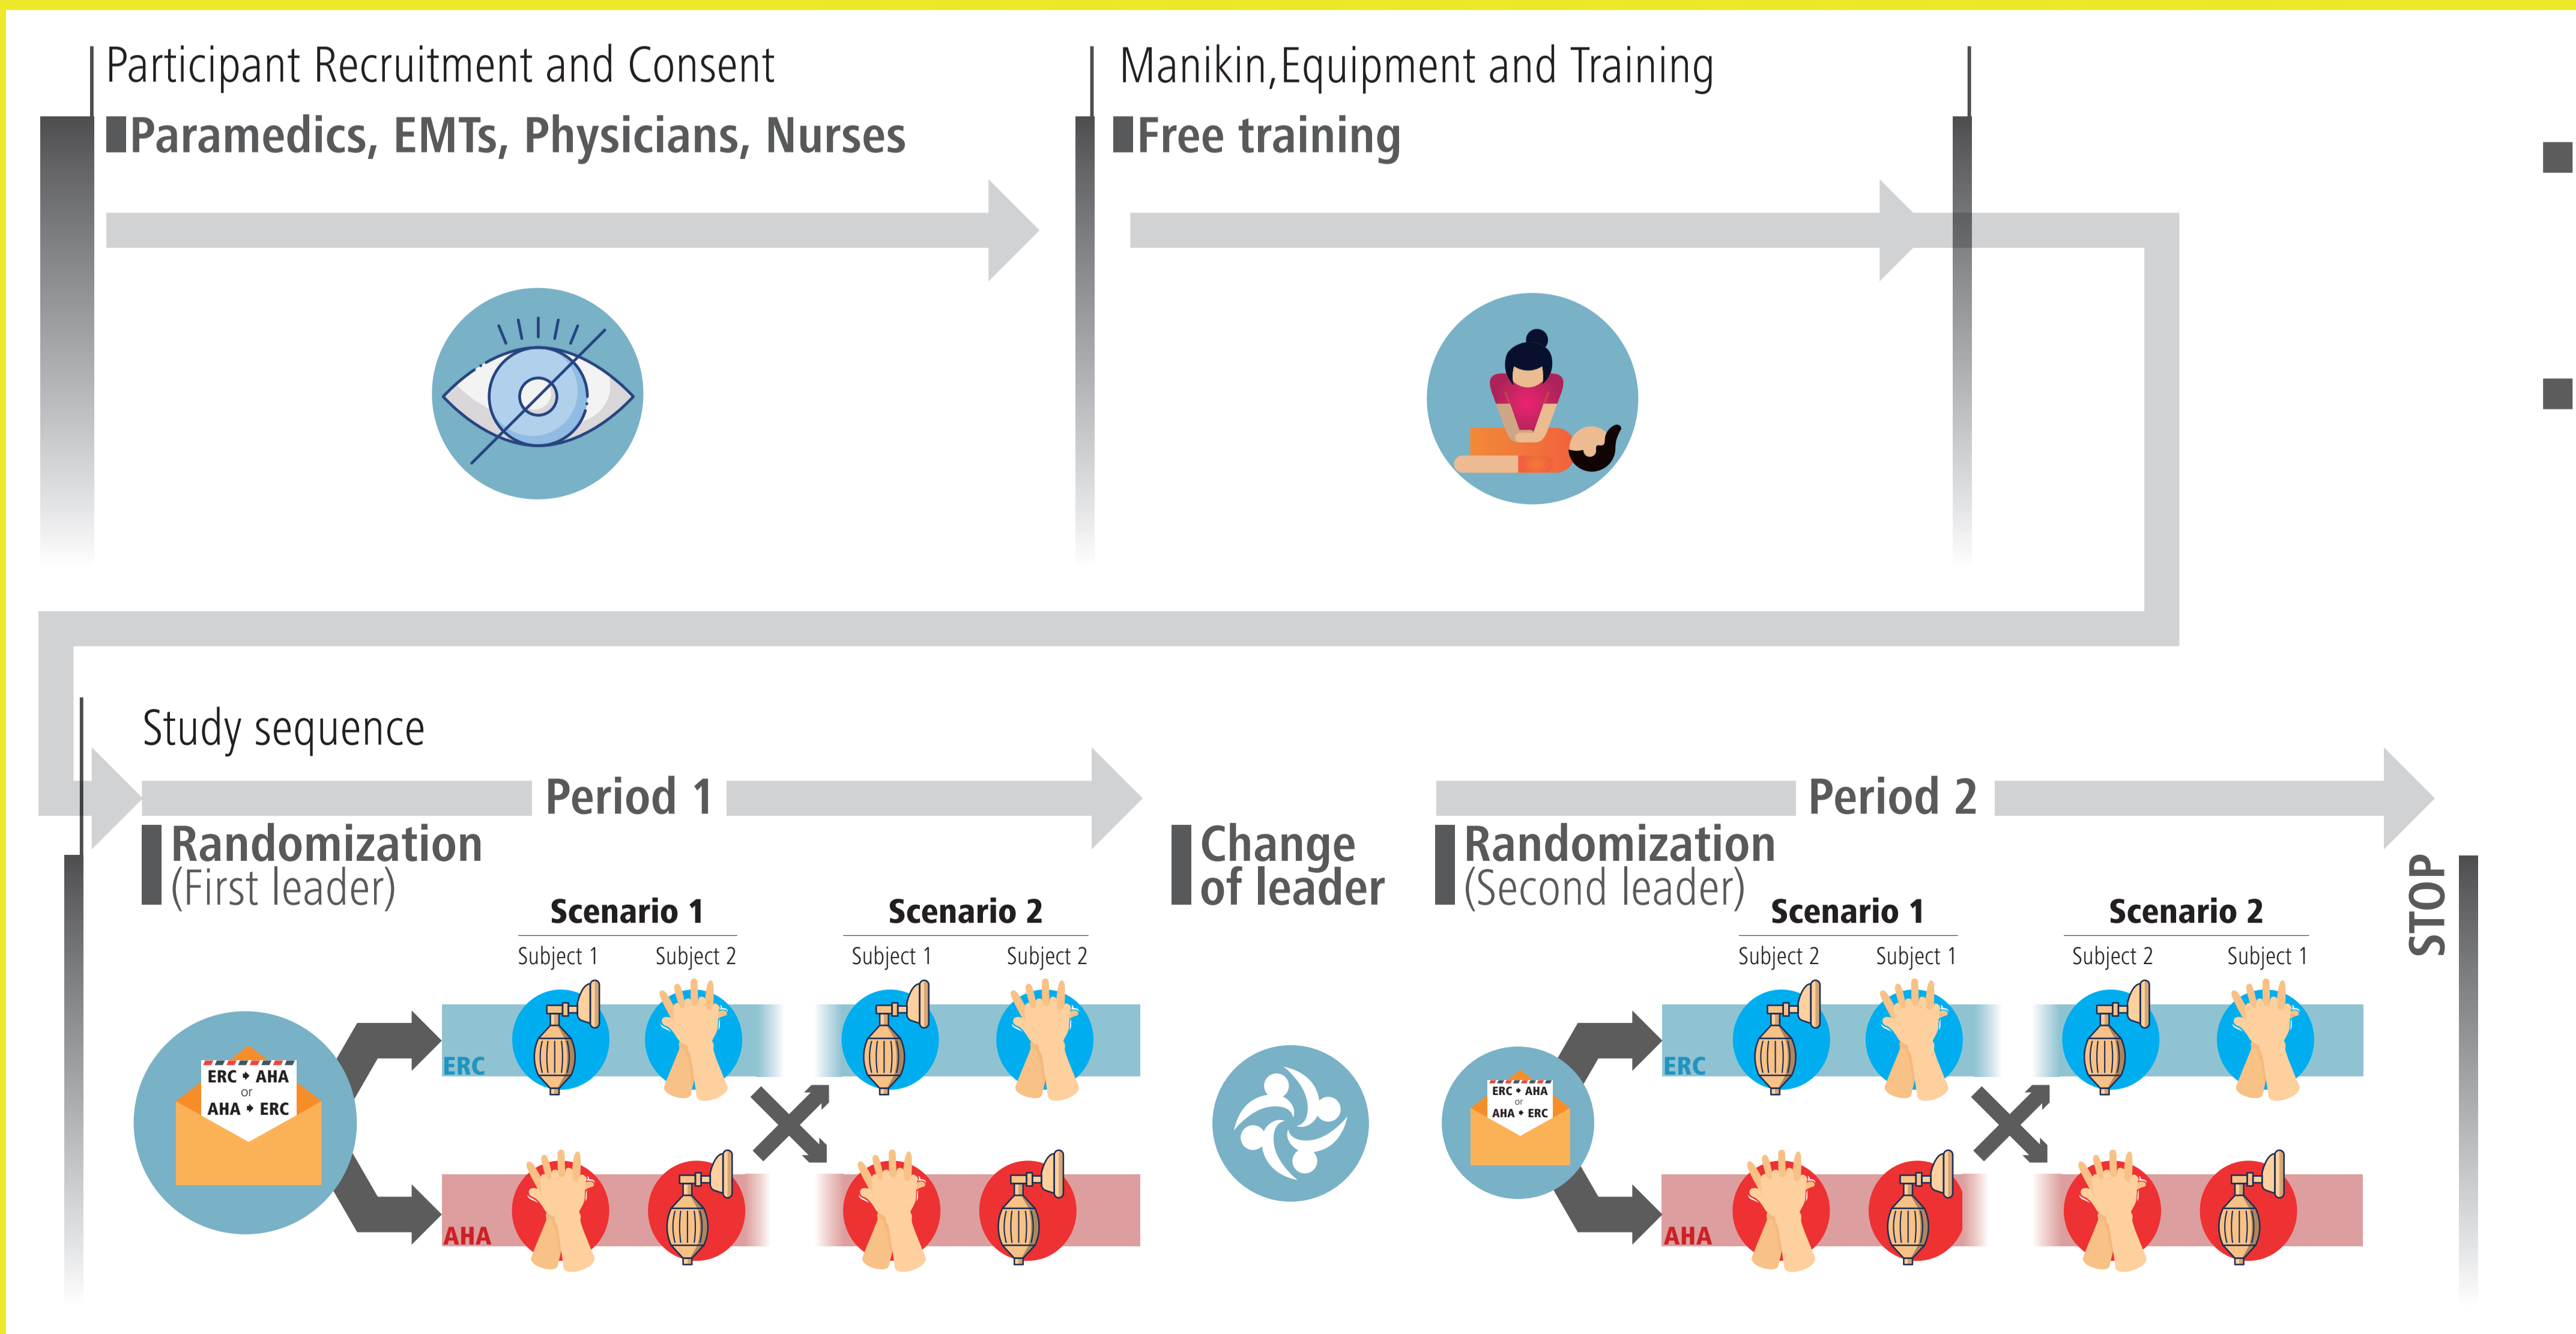 Participant Recruitment and Consent
Paramedics, EMTs, Physicians, Nurses
Manikin,Equipment and Training
Free training
Study sequence
Period 1
Randomization
(First leader)
Scenario 1
Subject 1 Subject 2
Scenario 2
Subject 1 Subject 2
ERC ➧ AHA
or
AHA ➧ ERC
ERC
AHA
Change
of leader
Period 2
Randomization
(Second leader)
Scenario 1
Subject 2 Subject 1
Scenario 2
Subject 2 Subject 1
ERC ➧ AHA
or
AHA ➧ ERC
ERC
AHA
STOP